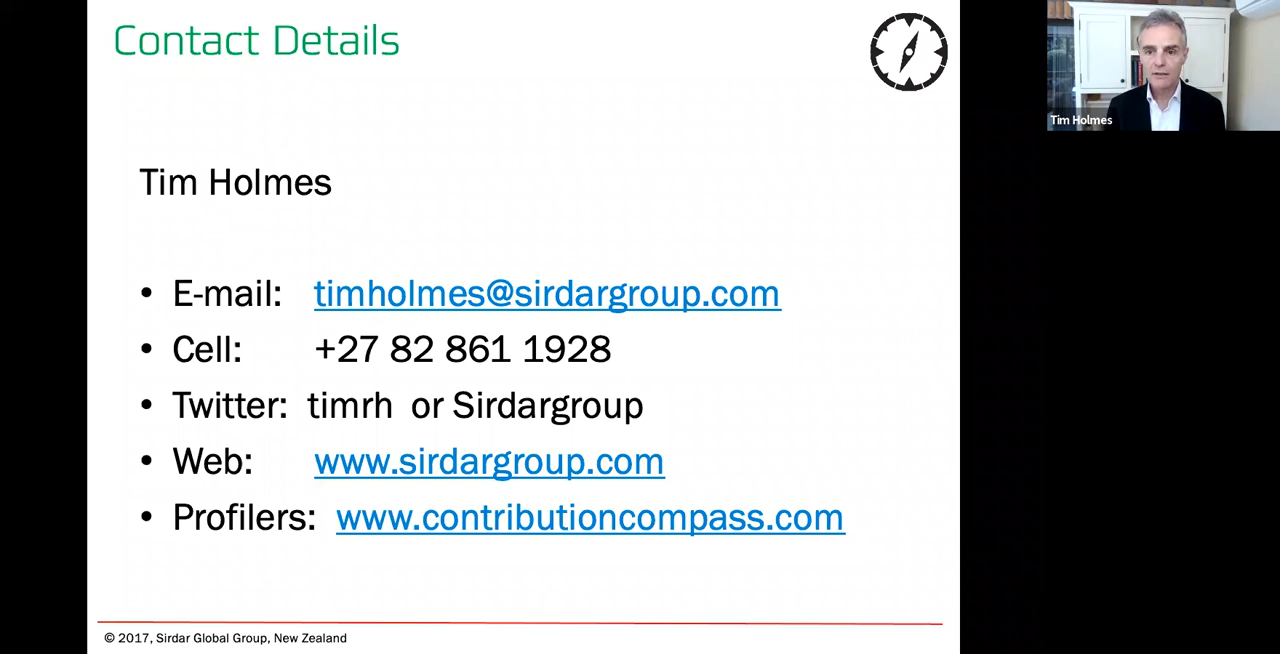 Contact Details
Tim Holmes
Tim Holmes
• E-mail: timholmes@sirdargroup.com
• Cell: +27 82 861 1928
• Twitter: timrh or Sirdargroup
• Web: www.sirdargroup.com
• Profilers: www.contributioncompass.com
© 2017, Sirdar Global Group, New Zealand